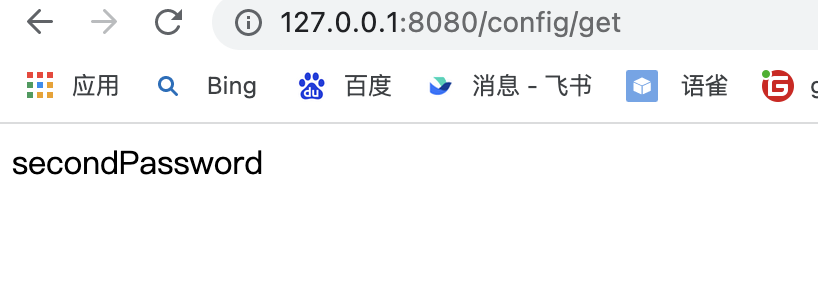 127.0.0.1:8080/config/get
应用 Bing 百度 消息 - 飞书 语雀 g
secondPassword